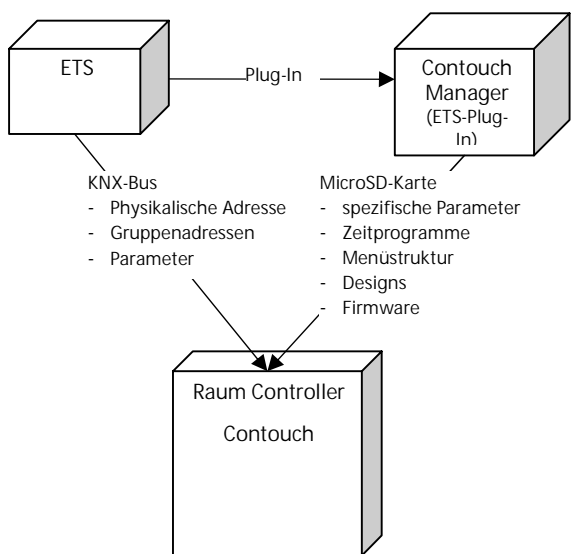 ETS
Plug-In
Contouch
Manager
(ETS-Plug-
In)
KNX-Bus
- Physikalische Adresse
- Gruppenadressen
- Parameter
MicroSD-Karte
- spezifische Parameter
- Zeitprogramme
- Menüstruktur
- Designs
- Firmware
Raum Controller
Contouch